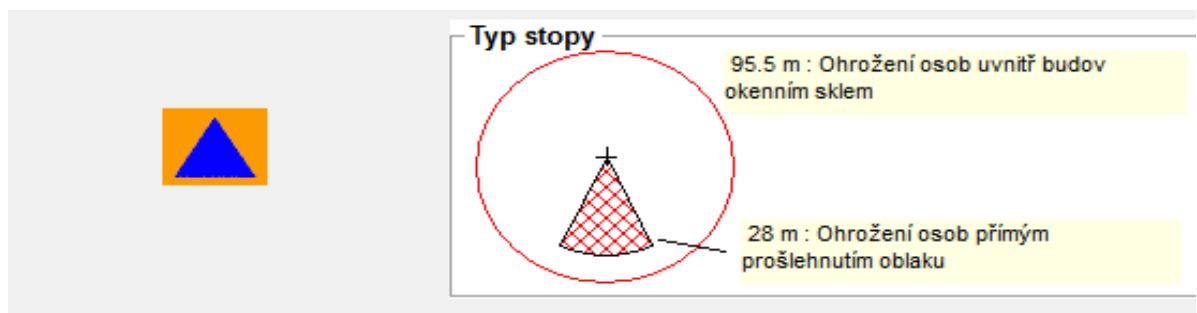 Typ stopy
95.5 m : Ohrožení osob uvnitř budov
okenním sklem
28 m : Ohrožení osob přímým
prošlehnutím oblaku